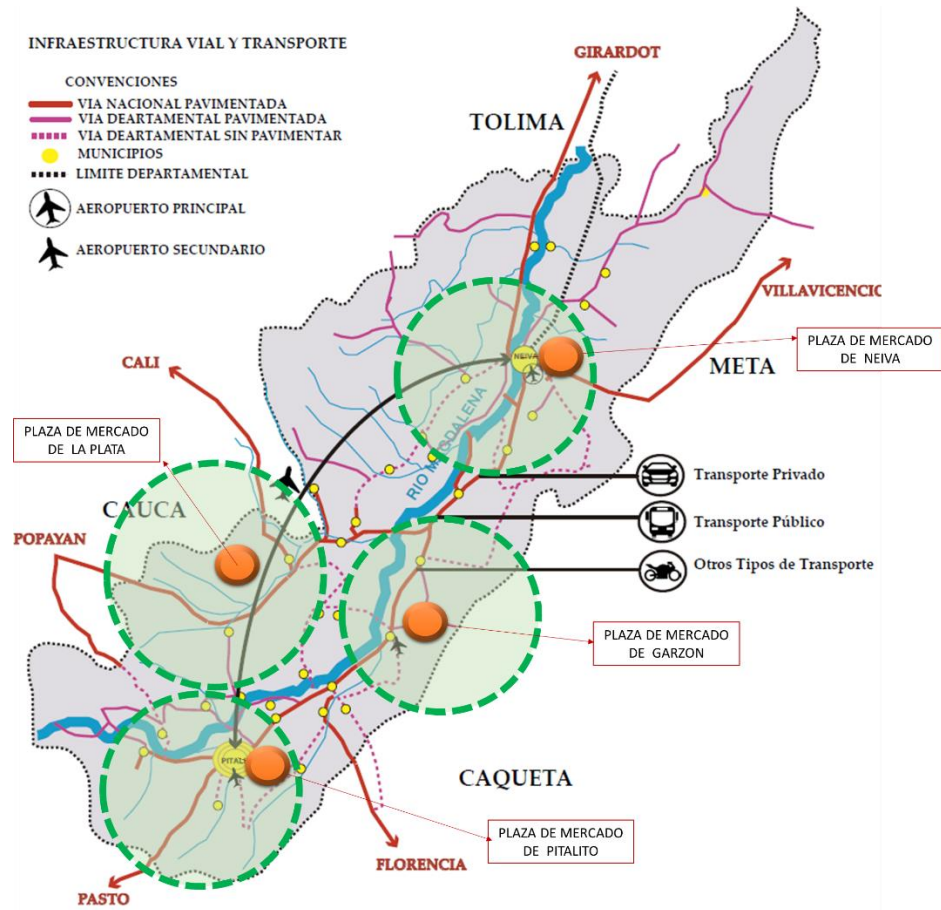 INFRAESTRUCTURA VIAL Y TRANSPORTE
CONVENCIONES
VIA NACIONAL PAVIMENTADA
VIA DEARTAMENTAL PAVIMENTADA
VIA DEARTAMENTAL SIN PAVIMENTAR
MUNICIPIOS
LIMITE DEPARTAMENTAL
AEROPUERTO PRINCIPAL
AEROPUERTO SECUNDARIO
GIRARDOT
TOLIMA
VILLAVICENCIO
PLAZA DE MERCADO
DE NEIVA
META
NEIVA
CALI
RIO MAGDALENA
PLAZA DE MERCADO
DE LA PLATA
CAUCA
POPAYAN
Transporte Privado
Transporte Público
Otros Tipos de Transporte
PLAZA DE MERCADO
DE GARZON
PITAL
CAQUETA
PLAZA DE MERCADO
DE PITALITO
FLORENCIA
PASTO